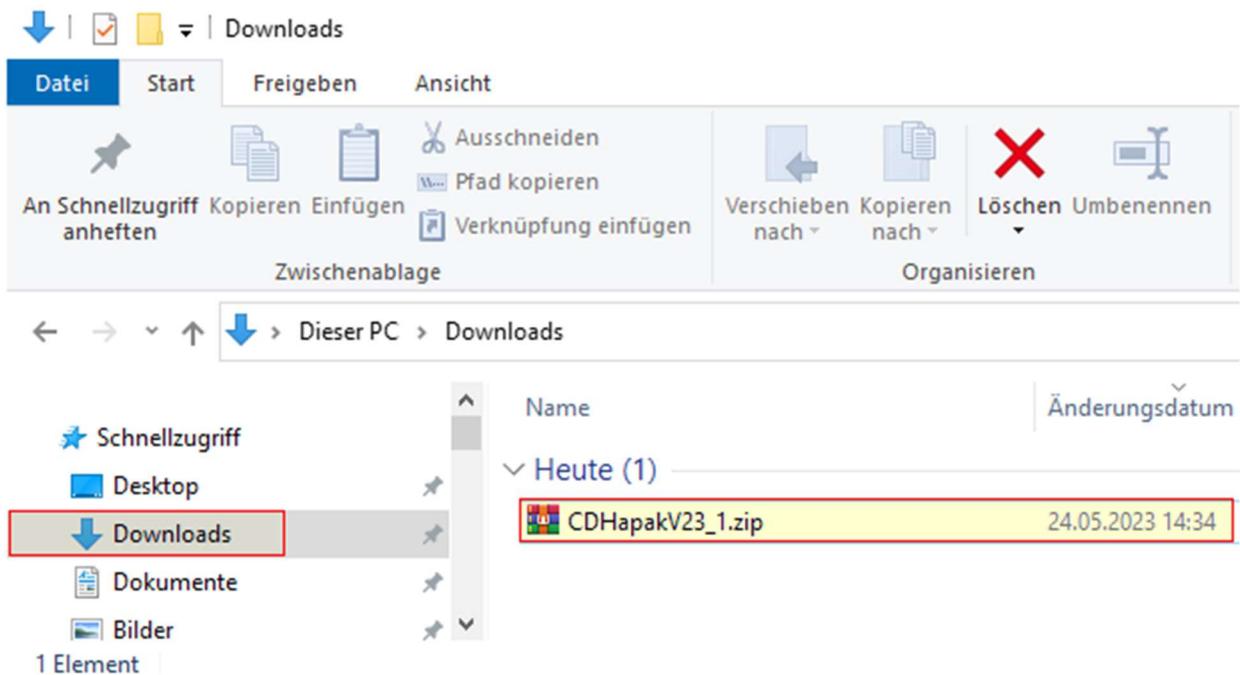 Downloads
Datei Start Freigeben Ansicht
Ausschneiden
Pfad kopieren
An Schnellzugriff anheften
Kopieren
Einfügen
Verknüpfung einfügen
Verschieben nach
Kopieren nach
Löschen
Umbenennen
Zwischenablage
Organisieren
Dieser PC > Downloads
Name Änderungsdatum
Schnellzugriff
Heute (1)
Desktop
CDHapakV23_1.zip 24.05.2023 14:34
Downloads
Dokumente
Bilder
1 Element